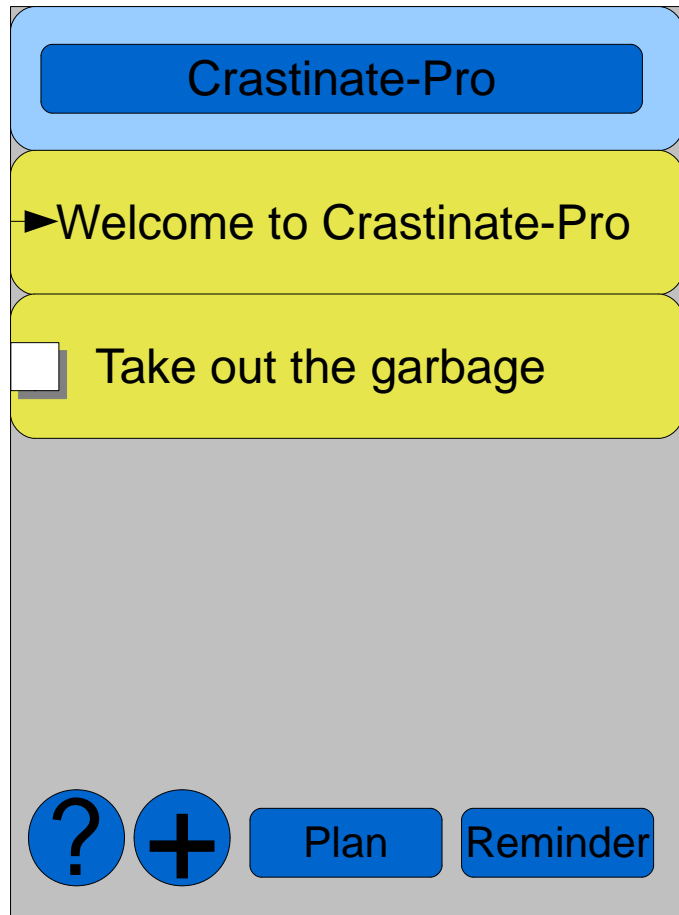 Crastinate-Pro
Welcome to Crastinate-Pro
Take out the garbage
? + Plan Reminder